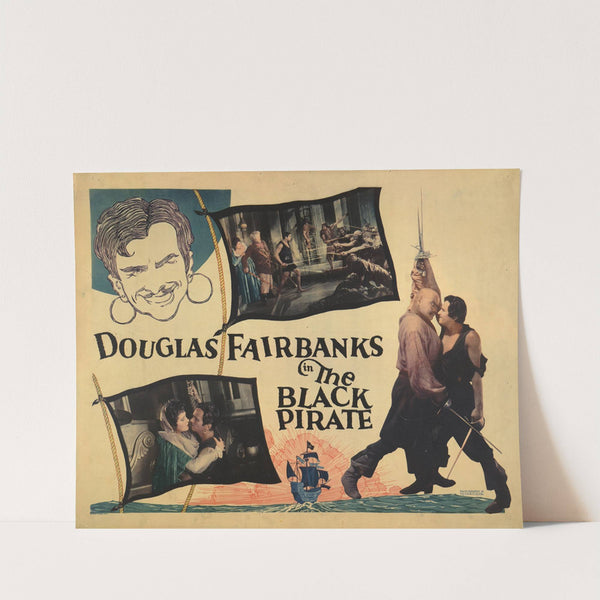 DOUGLAS FAIRBANKS
in The
BLACK
PIRATE